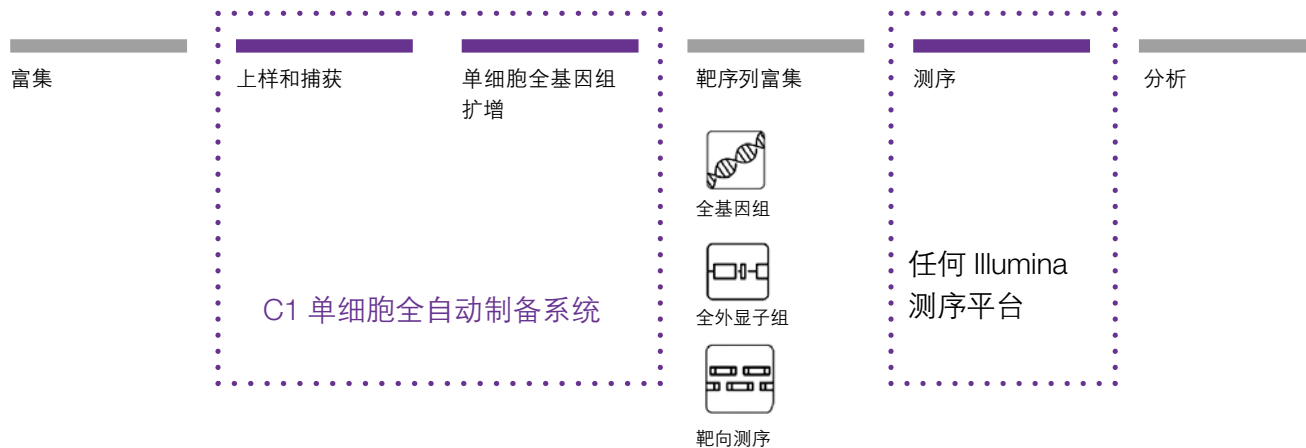 富集
上样和捕获
单细胞全基因组
扩增
靶序列富集
测序
分析
全基因组
全外显子组
靶向测序
C1 单细胞全自动制备系统
任何 Illumina
测序平台